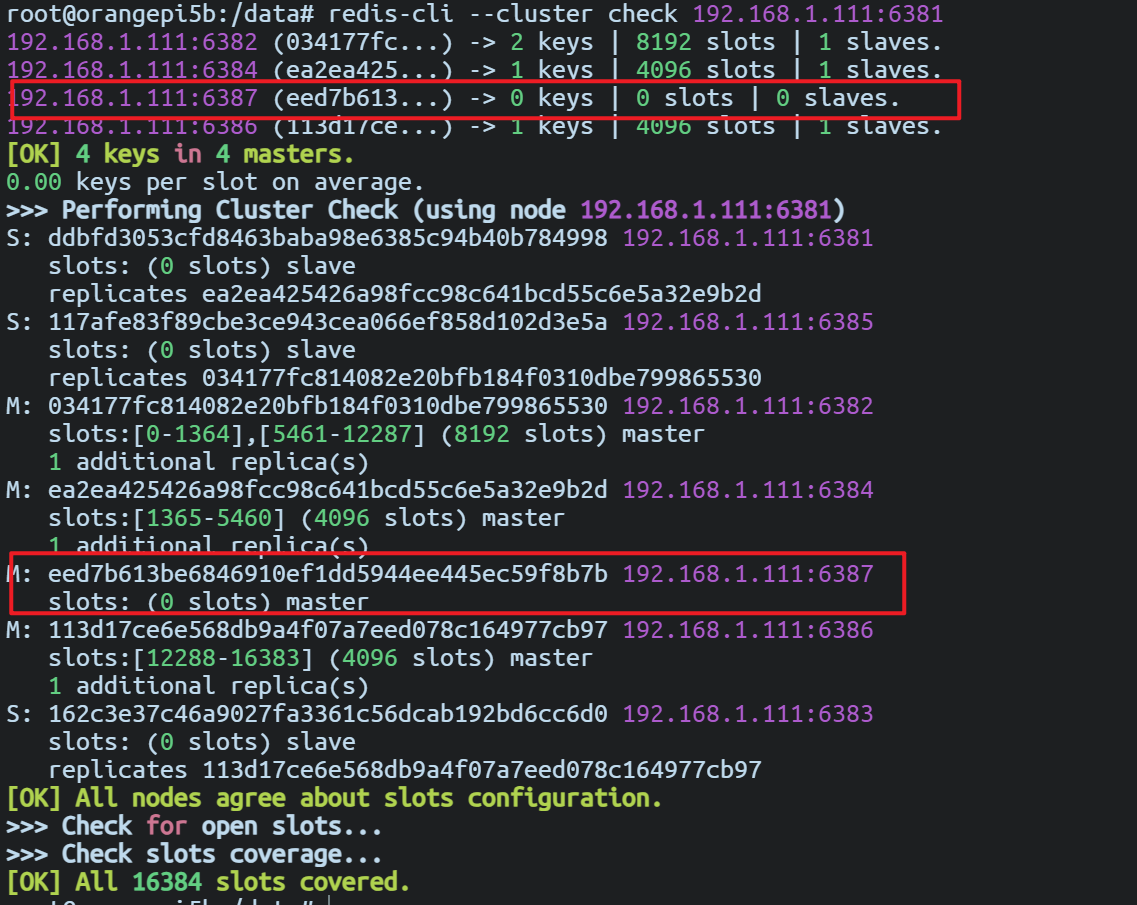 root@orangepi5b:/data# redis-cli --cluster check 192.168.1.111:6381
192.168.1.111:6382 (034177fc...) -> 2 keys | 8192 slots | 1 slaves.
192.168.1.111:6384 (ea2ea425...) -> 1 keys | 4096 slots | 1 slaves.
192.168.1.111:6387 (eed7b613...) -> 0 keys | 0 slots | 0 slaves.
192.168.1.111:6386 (113d17ce...) -> 1 keys | 4096 slots | 1 slaves.
[OK] 4 keys in 4 masters.
0.00 keys per slot on average.
>>> Performing Cluster Check (using node 192.168.1.111:6381)
S: ddbfd3053cfd8463baba98e6385c94b40b784998 192.168.1.111:6381
   slots: (0 slots) slave
   replicates ea2ea425426a98fcc98c641bcd55c6e5a32e9b2d
S: 117afe83f89cbe3ce943cea066ef858d102d3e5a 192.168.1.111:6385
   slots: (0 slots) slave
   replicates 034177fc814082e20bfb184f0310dbe799865530
M: 034177fc814082e20bfb184f0310dbe799865530 192.168.1.111:6382
   slots:[0-1364],[5461-12287] (8192 slots) master
   1 additional replica(s)
M: ea2ea425426a98fcc98c641bcd55c6e5a32e9b2d 192.168.1.111:6384
   slots:[1365-5460] (4096 slots) master
   1 additional replica(s)
M: eed7b613be6846910ef1dd5944ee445ec59f8b7b 192.168.1.111:6387
   slots: (0 slots) master
M: 113d17ce6e568db9a4f07a7eed078c164977cb97 192.168.1.111:6386
   slots:[12288-16383] (4096 slots) master
   1 additional replica(s)
S: 162c3e37c46a9027fa3361c56dcab192bd6cc6d0 192.168.1.111:6383
   slots: (0 slots) slave
   replicates 113d17ce6e568db9a4f07a7eed078c164977cb97
[OK] All nodes agree about slots configuration.
>>> Check for open slots...
>>> Check slots coverage...
[OK] All 16384 slots covered.